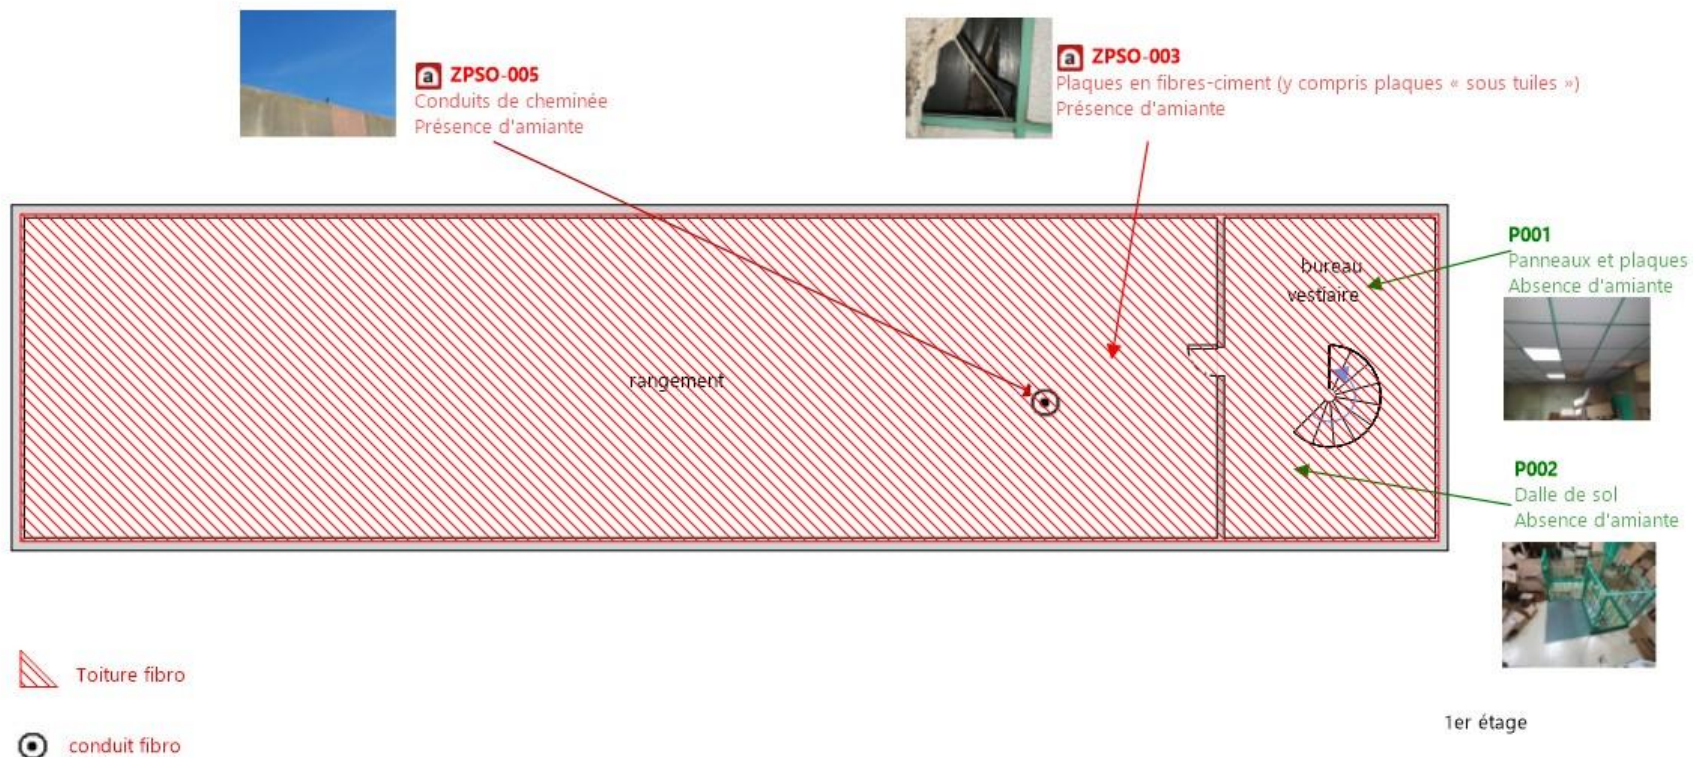 a ZPSO-005
Conduits de cheminée
Présence d'amiante
a ZPSO-003
Plaques en fibres-ciment (y compris plaques « sous tuiles »)
Présence d'amiante
P001
Panneaux et plaques
Absence d'amiante
bureau
vestiaire
rangement
P002
Dalle de sol
Absence d'amiante
Toiture fibro
1er étage
conduit fibro